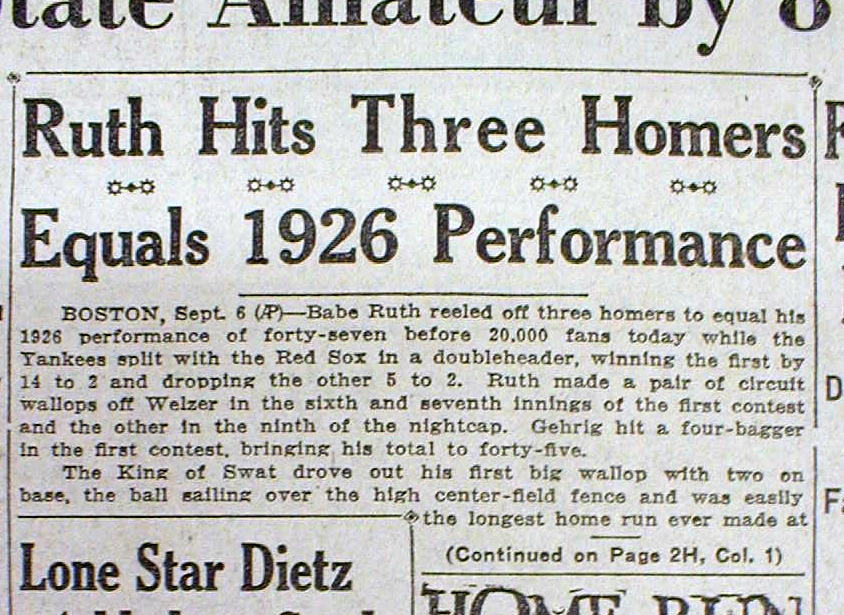 tate Amateur by 8
Ruth Hits Three Homers
Equals 1926 Performance
BOSTON, Sept. 6 (AP)—Babe Ruth reeled off three homers to equal his
1926 performance of forty-seven before 20,000 fans today while the
Yankees split with the Red Sox in a doubleheader, winning the first by
14 to 2 and dropping the other 5 to 2. Ruth made a pair of circuit
wallops off Welzer in the sixth and seventh innings of the first contest
and the other in the ninth of the nightcap. Gehrig hit a four-bagger
in the first contest, bringing his total to forty-five.
The King of Swat drove out his first big wallop with two on
base, the ball sailing over the high center-field fence and was easily
the longest home run ever made at
(Continued on Page 2H, Col. 1)
Lone Star Dietz
HOME RUN